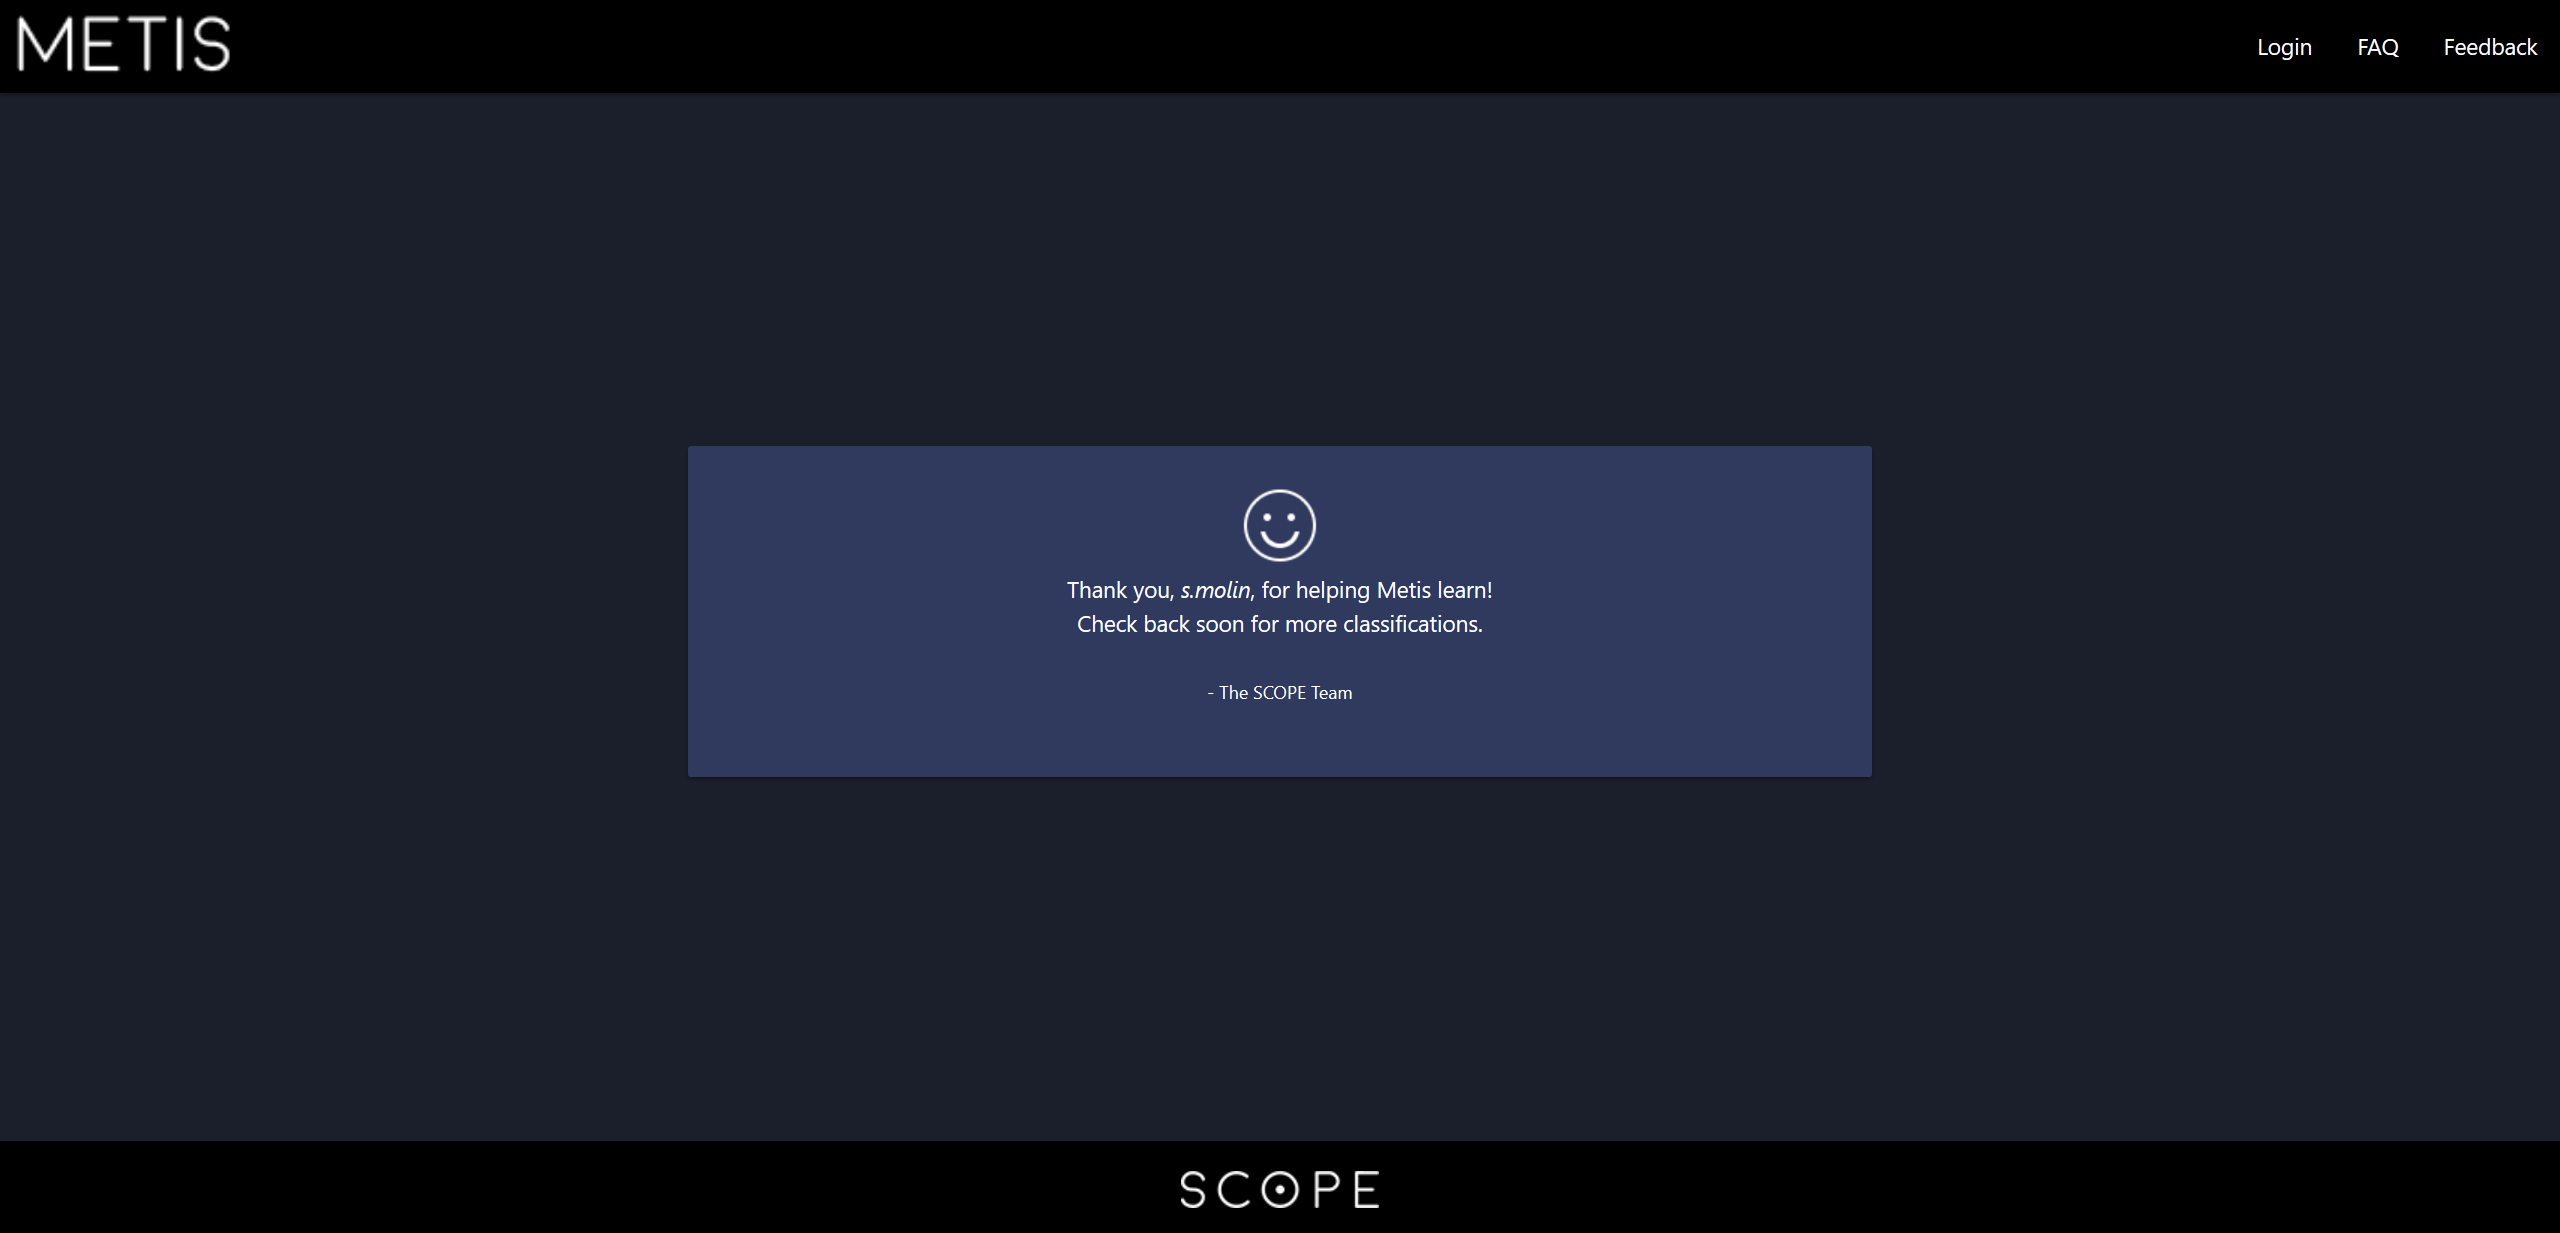 METIS
Login FAQ Feedback
Thank you, s.molin, for helping Metis learn!
Check back soon for more classifications.
- The SCOPE Team
SCOPE